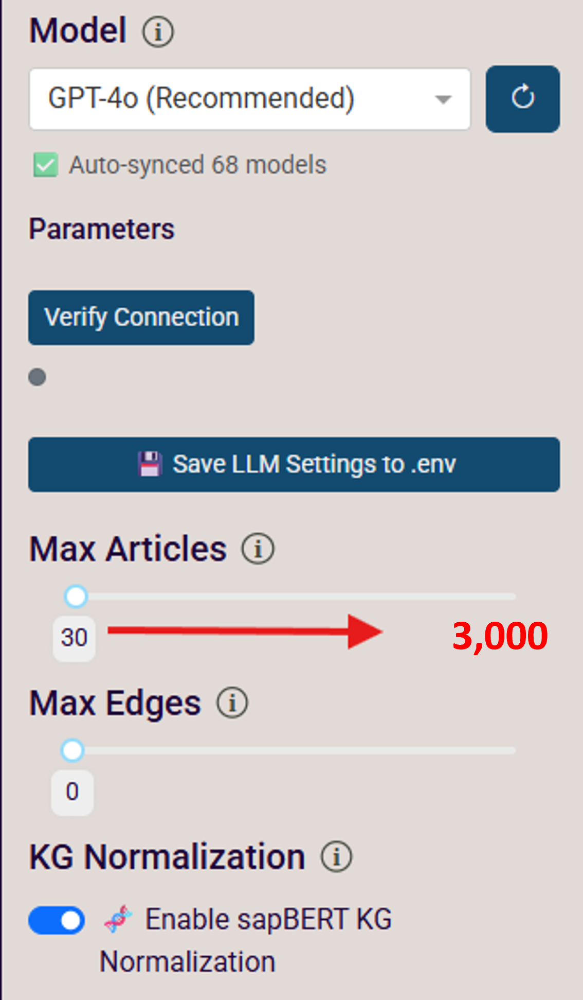 Model i
GPT-4o (Recommended)
Auto-synced 68 models
Parameters
Verify Connection
Save LLM Settings to .env
Max Articles i
30 3,000
Max Edges i
0
KG Normalization i
Enable sapBERT KG
Normalization